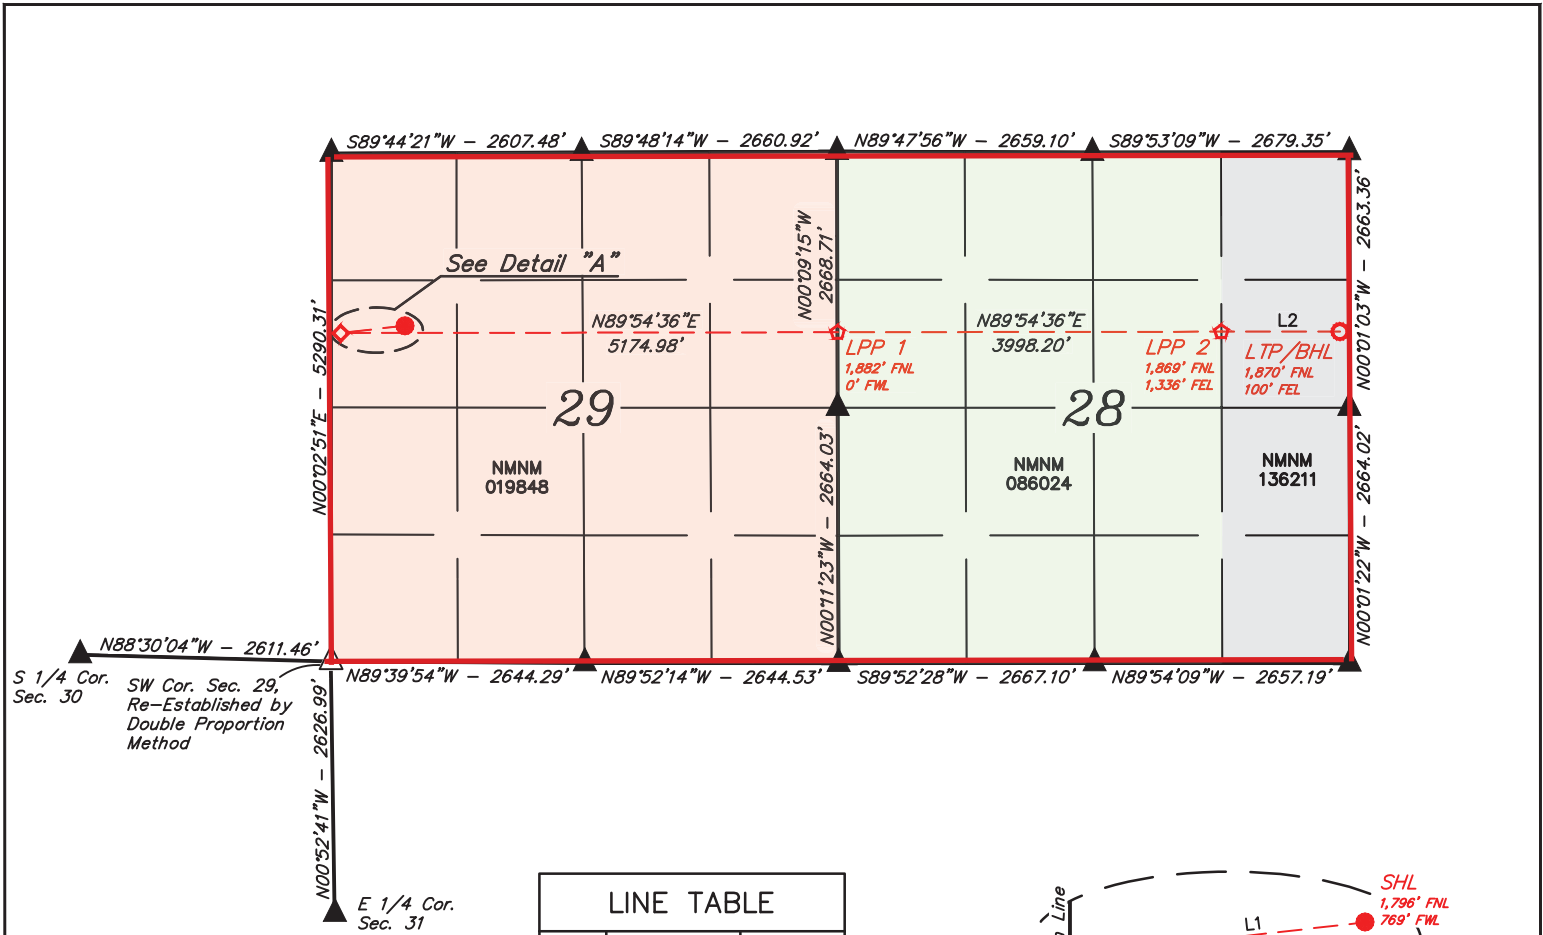 S89°44'21"W - 2607.48'
S89°48'14"W - 2660.92'
N89°47'56"W - 2659.10'
S89°53'09"W - 2679.35'
N00°09'15"W
2668.71'
N00°01'03"W - 2663.36'
See Detail "A"
N00°02'51"E - 5290.31'
N89°54'36"E
5174.98'
N89°54'36"E
3998.20'
L2
LPP 1
1,882' FNL
0' FWL
LPP 2
1,869' FNL
1,336' FEL
LTP/BHL
1,870' FNL
100' FEL
29
28
NMNM
019848
NMNM
086024
NMNM
136211
N00°11'23"W - 2664.03'
N00°01'22"W - 2664.02'
N88°30'04"W - 2611.46'
N89°39'54"W - 2644.29'
N89°52'14"W - 2644.53'
S89°52'28"W - 2667.10'
N89°54'09"W - 2657.19'
S 1/4 Cor.
Sec. 30
SW Cor. Sec. 29,
Re-Established by
Double Proportion
Method
N00°52'41"W - 2626.99'
E 1/4 Cor.
Sec. 31
LINE TABLE
Line
L1
SHL
1,796' FNL
769' FWL